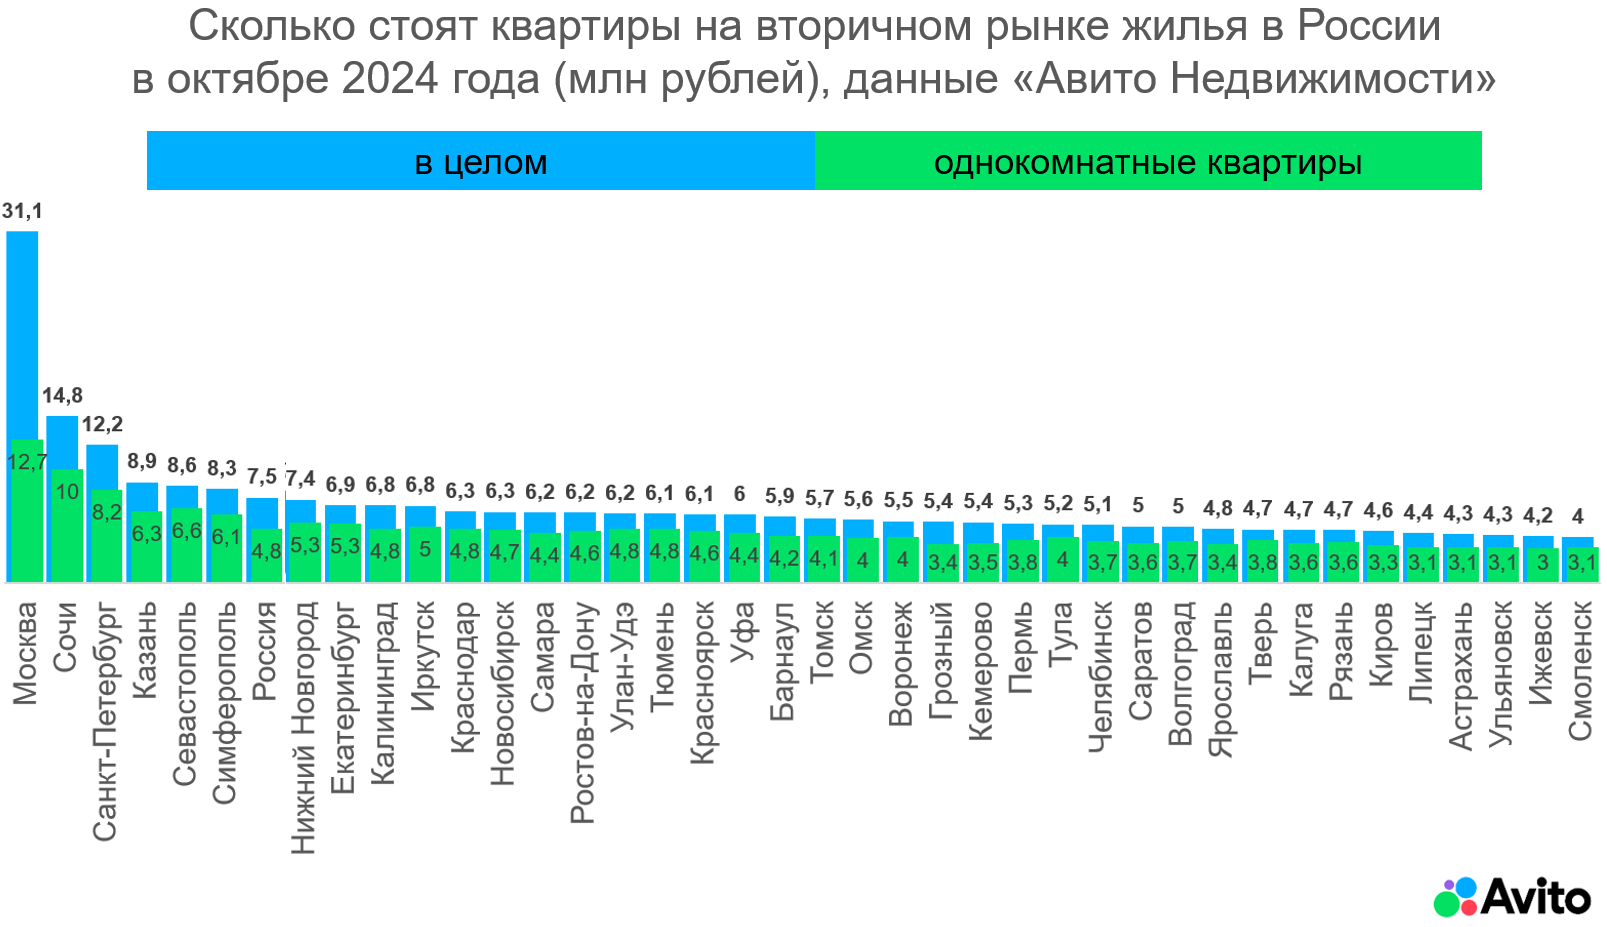 Сколько стоят квартиры на вторичном рынке жилья в России
в октябре 2024 года (млн рублей), данные «Авито Недвижимости»
в целом
однокомнатные квартиры
31,1
14,8
12,2
8,9
8,6
8,3
7,5
7,4
6,9
6,8
6,8
6,3
6,3
6,2
6,2
6,2
6,1
6,1
6
5,9
5,7
5,6
5,5
5,4
5,4
5,3
5,2
5,1
5
5
4,8
4,7
4,7
4,7
4,6
4,4
4,3
4,3
4,2
4
12,7
10
8,2
6,3
6,6
6,1
4,8
5,3
5,3
4,8
5
4,8
4,7
4,4
4,6
4,8
4,8
4,6
4,4
4,2
4,1
4
4
3,4
3,5
3,8
4
3,7
3,6
3,7
3,4
3,8
3,6
3,6
3,3
3,1
3,1
3,1
3
3,1
Москва
Сочи
Санкт-Петербург
Казань
Севастополь
Симферополь
Россия
Нижний Новгород
Екатеринбург
Калининград
Иркутск
Краснодар
Новосибирск
Самара
Ростов-на-Дону
Улан-Удэ
Тюмень
Красноярск
Уфа
Барнаул
Томск
Омск
Воронеж
Грозный
Кемерово
Пермь
Тула
Челябинск
Саратов
Волгоград
Ярославль
Тверь
Калуга
Рязань
Киров
Липецк
Астрахань
Ульяновск
Ижевск
Смоленск
Avito